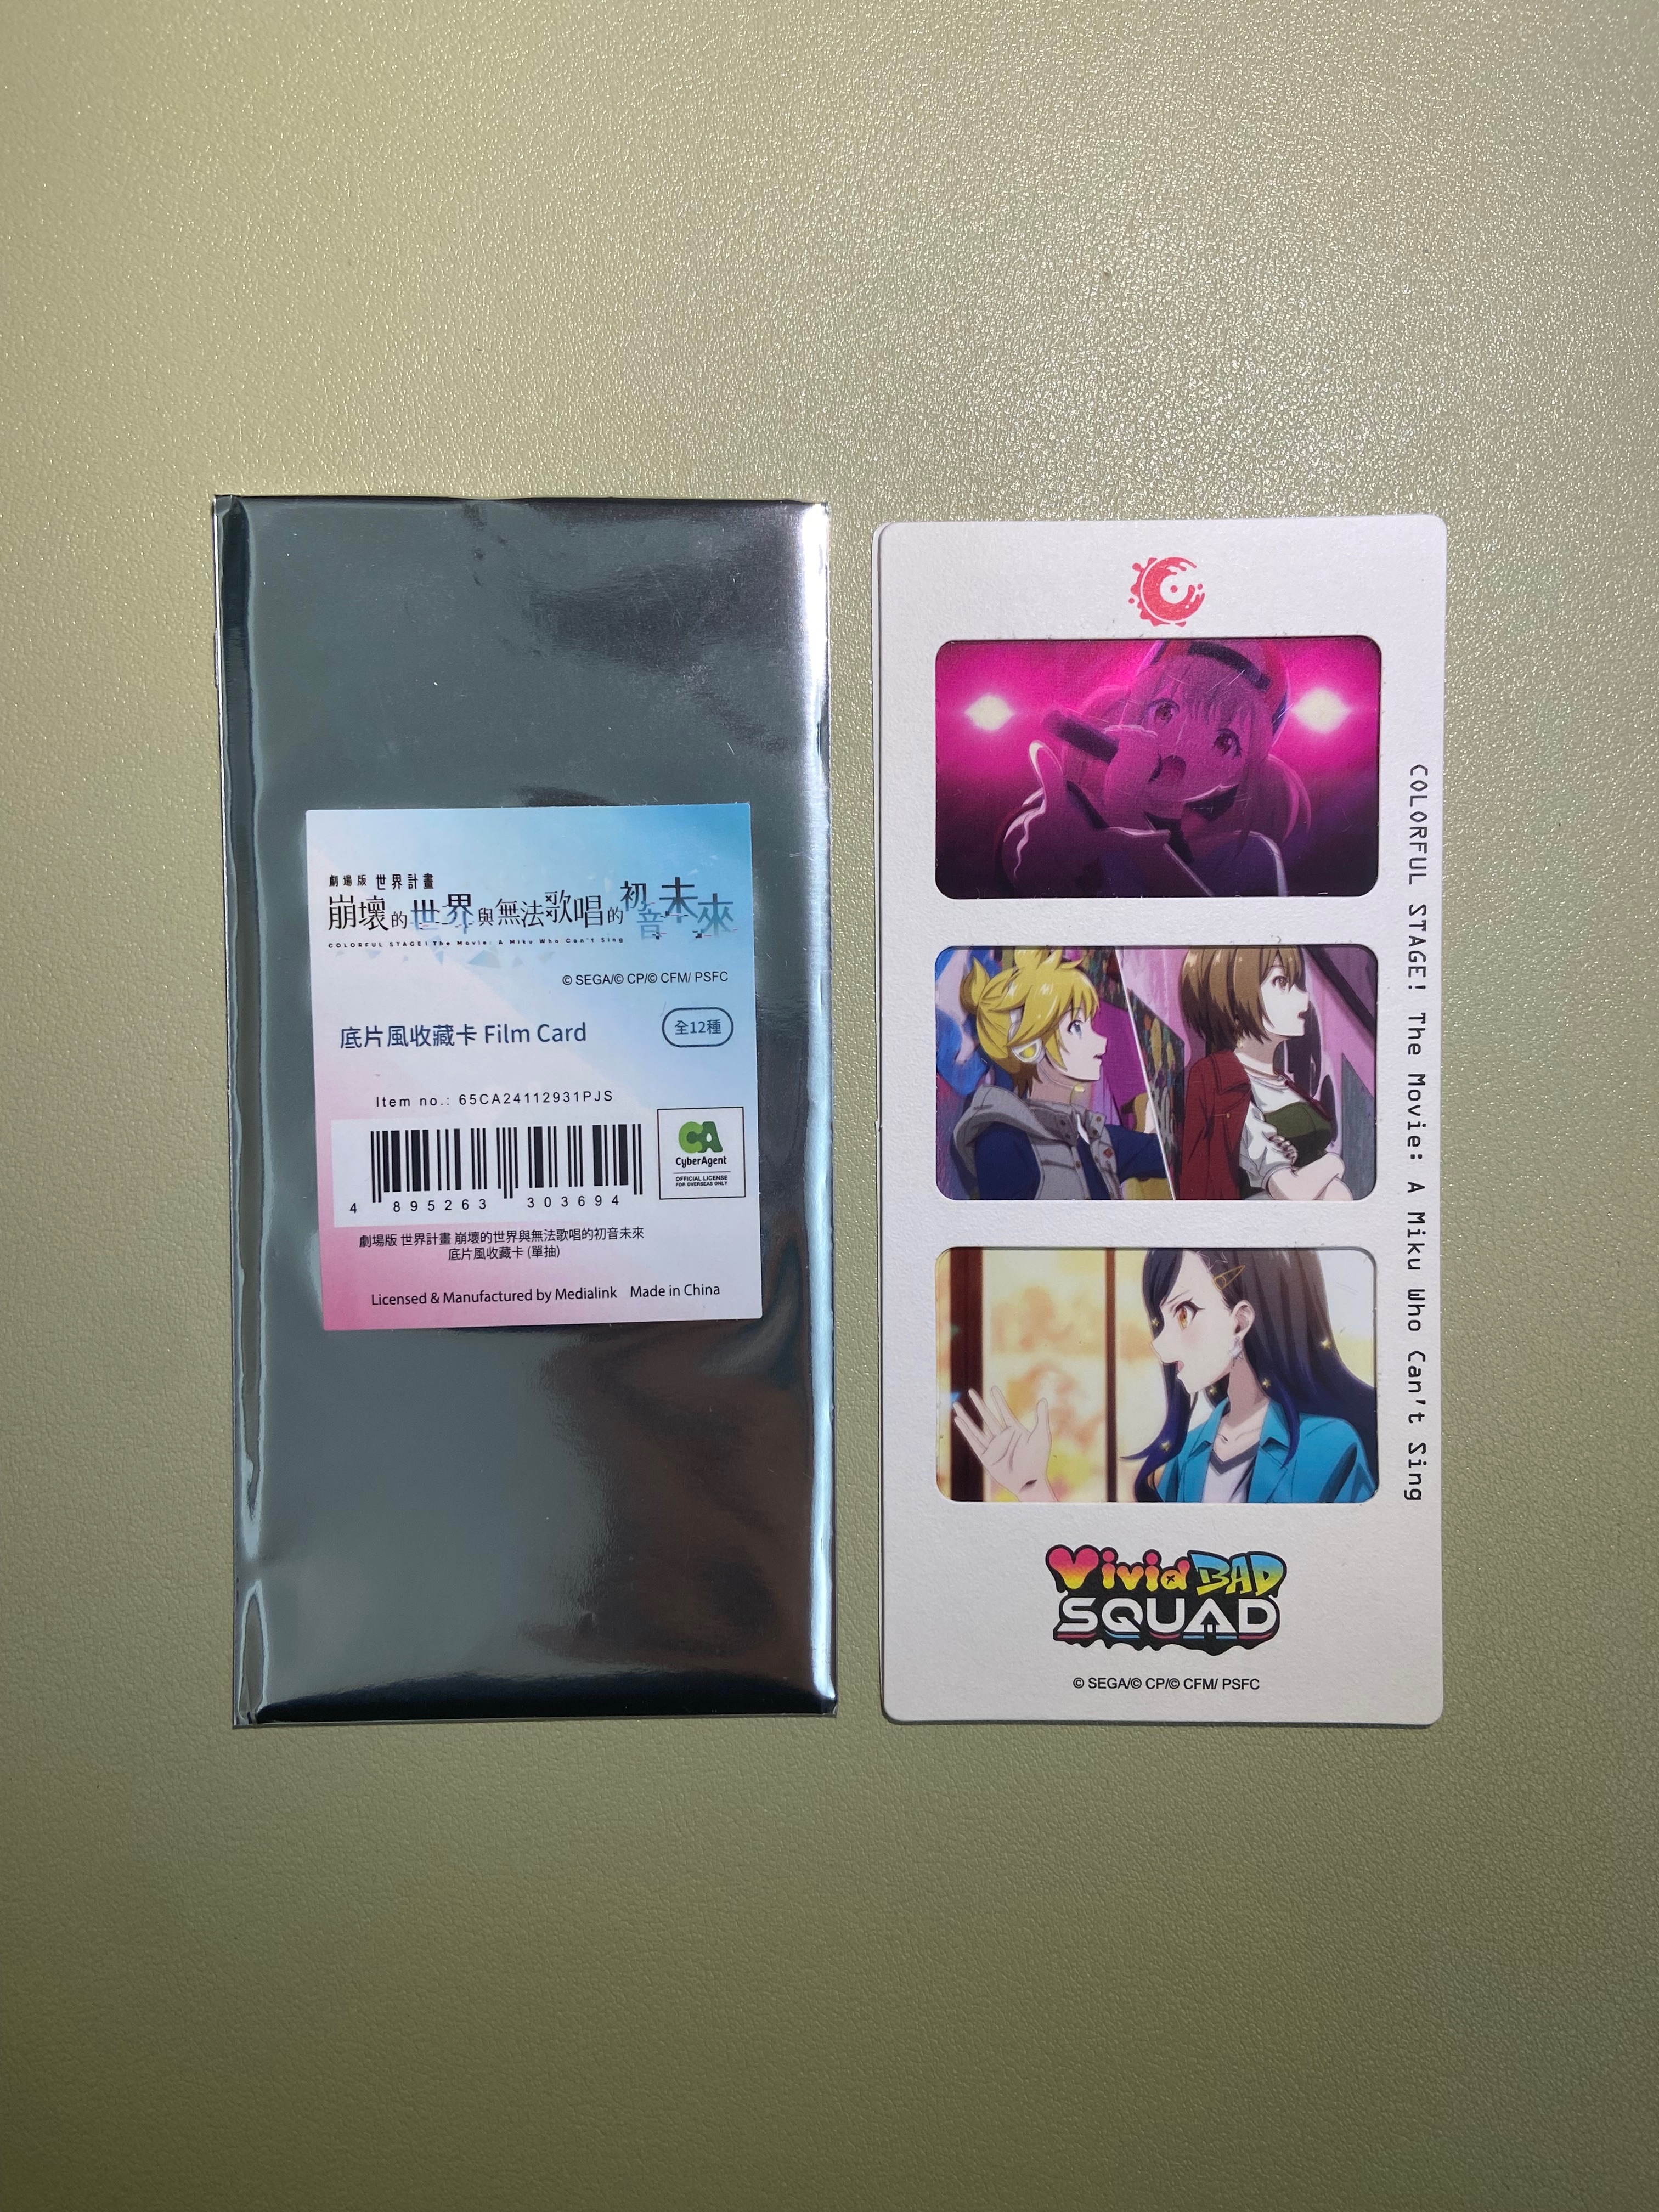 劇場版 世界計畫
崩壞的世界與無法歌唱的初音未來
COLORFUL STAGE! The Movie: A Miku Who Can't Sing
© SEGA/© CP/© CFM/ PSFC
底片風收藏卡 Film Card
全12種
Item no.: 65CA24112931PJS
4 895263 303694
CA
CyberAgent
OFFICIAL LICENSE
FOR OVERSEAS ONLY
劇場版 世界計畫 崩壞的世界與無法歌唱的初音未來
底片風收藏卡 (單抽)
Licensed & Manufactured by Medialink Made in China
COLORFUL STAGE! The Movie: A Miku Who Can't Sing
Vivid BAD
SQUAD
© SEGA/© CP/© CFM/ PSFC